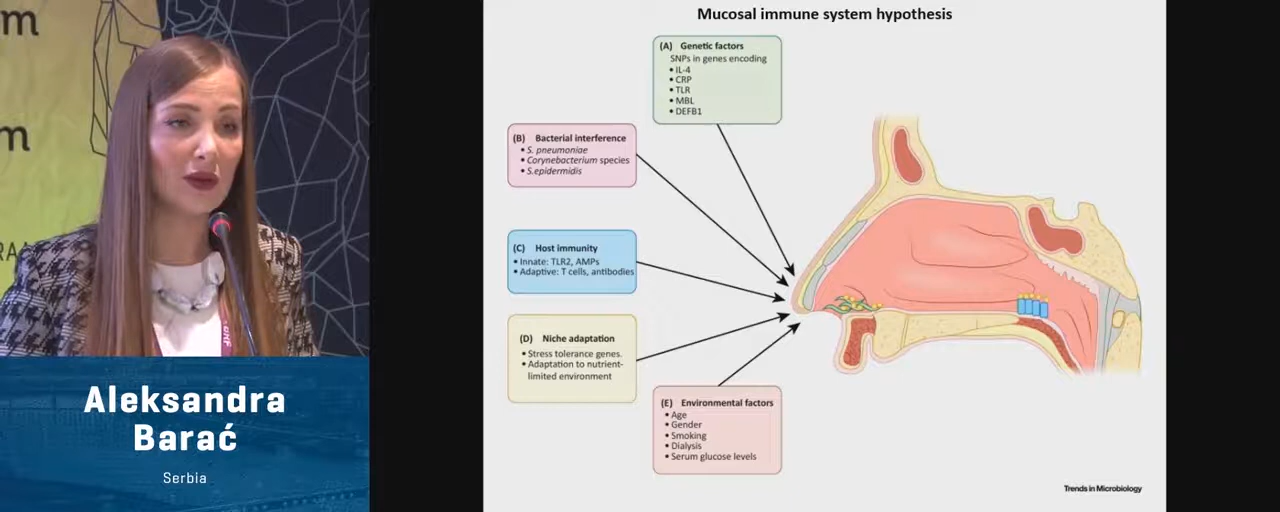 m
m
RA
Aleksandra
Barać
Serbia
Mucosal immune system hypothesis
(A) Genetic factors
SNPs in genes encoding
• IL-4
• CRP
• TLR
• MBL
• DEFB1
(B) Bacterial interference
• S. pneumoniae
• Corynebacterium species
• S.epidermidis
(C) Host immunity
• Innate: TLR2, AMPs
• Adaptive: T cells, antibodies
(D) Niche adaptation
• Stress tolerance genes.
• Adaptation to nutrient-
limited environment
(E) Environmental factors
• Age
• Gender
• Smoking
• Dialysis
• Serum glucose levels
Trends in Microbiology